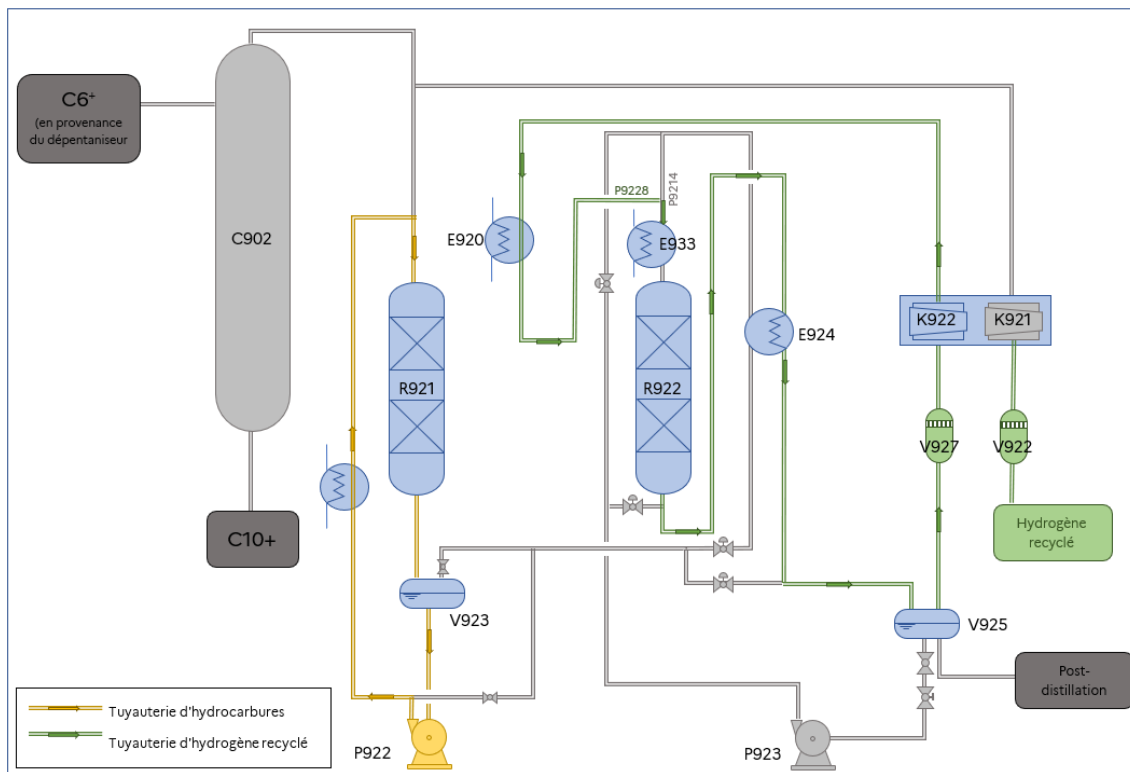 C6⁺
(en provenance
du dépentaniseur
C902
C10+
E920
P9228
P9214
E933
R921
R922
E924
K922
K921
V927
V922
Hydrogène
recyclé
V923
V925
Post-
distillation
P922
P923
Tuyauterie d'hydrocarbures
Tuyauterie d'hydrogène recyclé